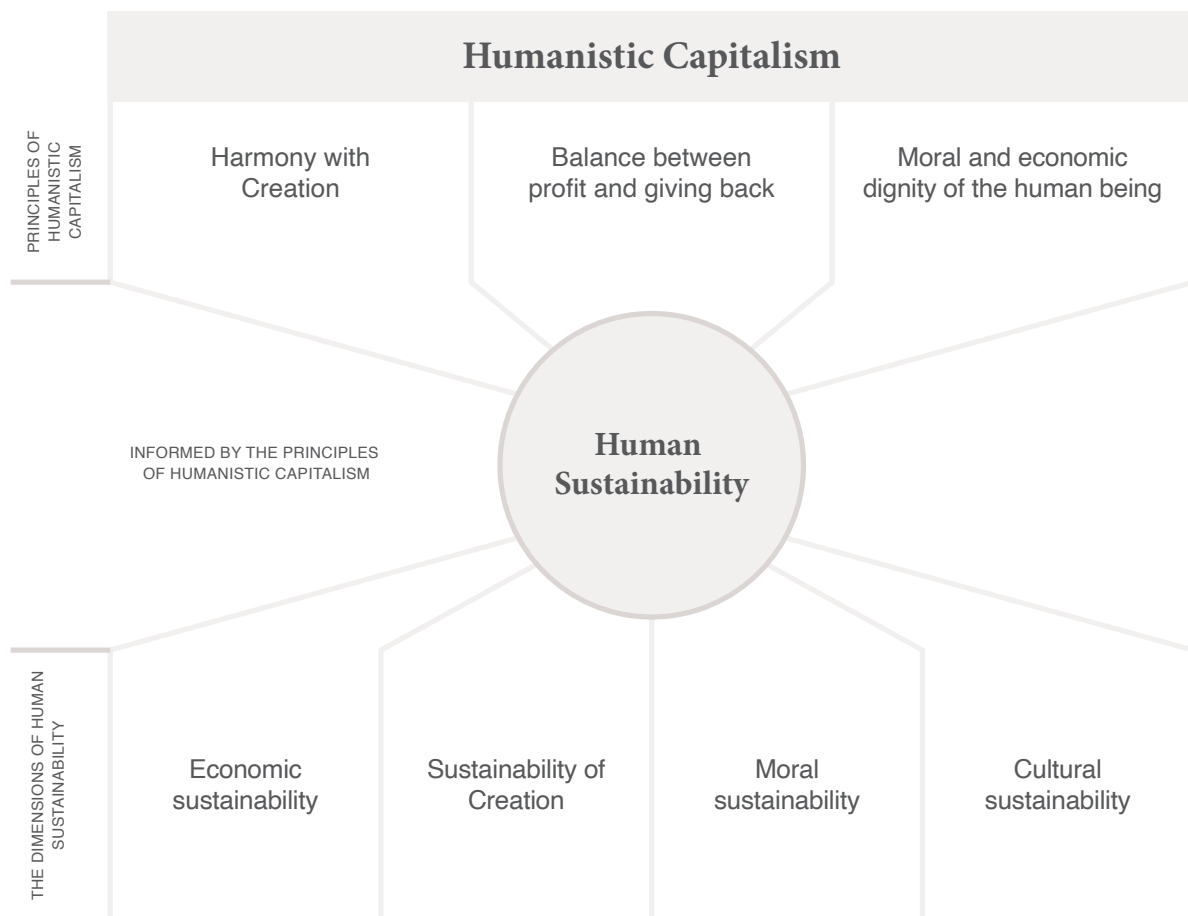 Humanistic Capitalism
PRINCIPLES OF
HUMANISTIC
CAPITALISM
Harmony with
Creation
Balance between
profit and giving back
Moral and economic
dignity of the human being
INFORMED BY THE PRINCIPLES
OF HUMANISTIC CAPITALISM
Human
Sustainability
THE DIMENSIONS OF HUMAN
SUSTAINABILITY
Economic
sustainability
Sustainability of
Creation
Moral
sustainability
Cultural
sustainability